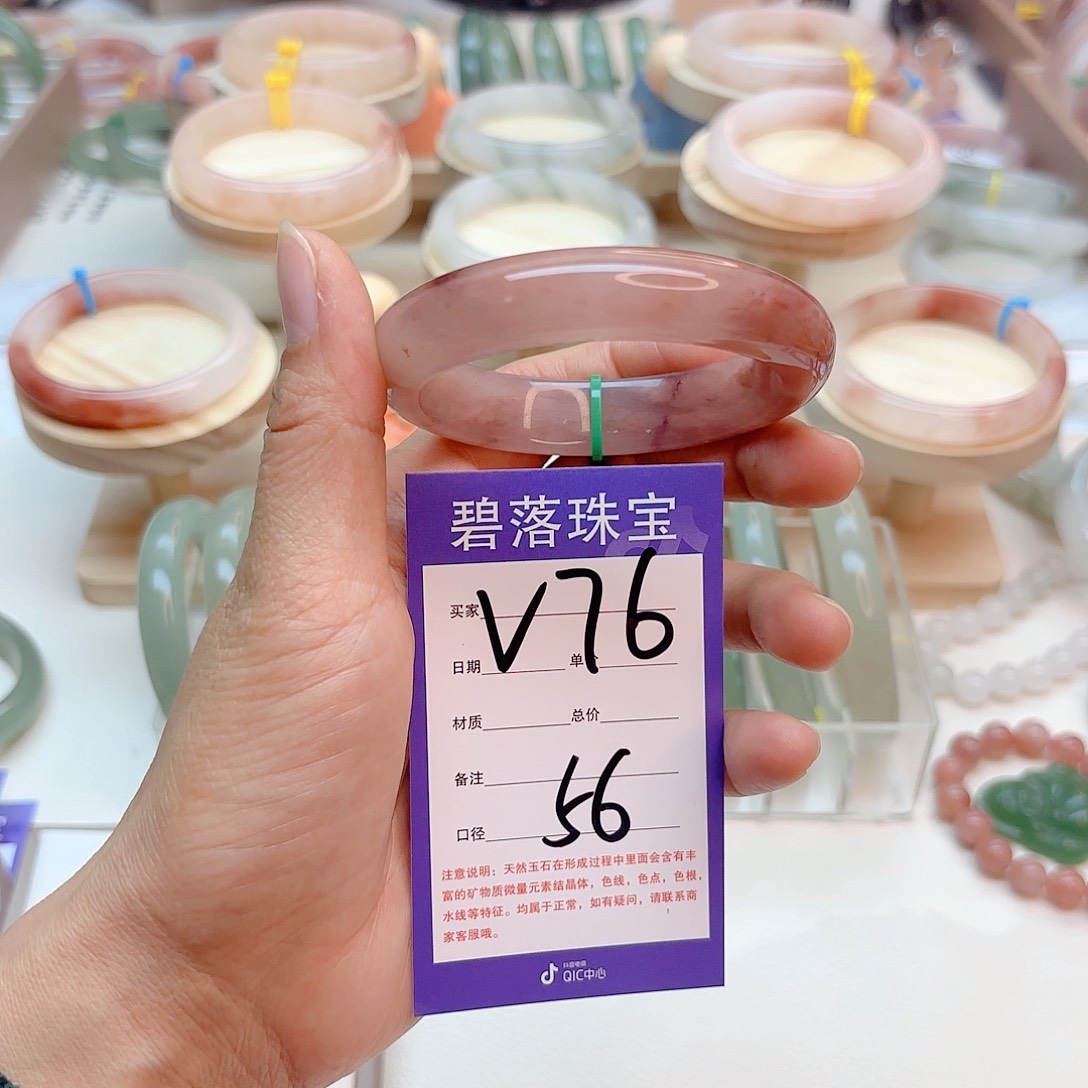 碧落珠宝
买家
V76
日期 单价
材质 总价
备注
56
口径
注意说明：天然玉石在形成过程中里面会含有丰
富的矿物质微量元素结晶体，色线，色点，色根，
水线等特征。均属于正常，如有疑问，请联系商
家客服哦。
抖音电商
QIC中心